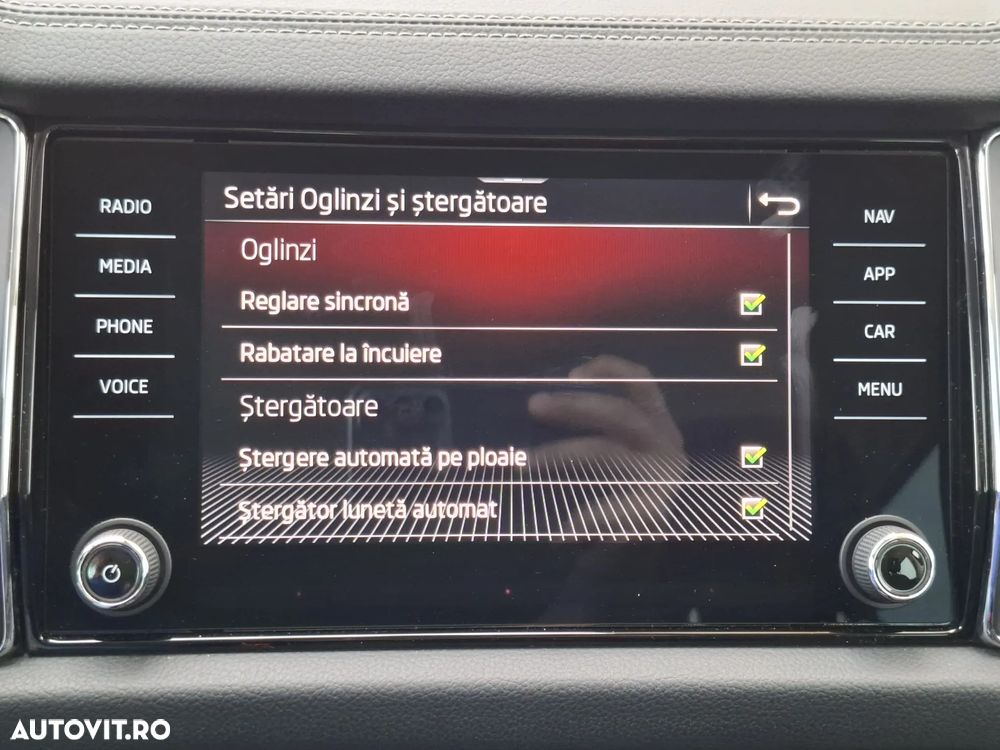 Setări Oglinzi și ștergătoare
RADIO
MEDIA
PHONE
VOICE
Oglinzi
Reglare sincronă
Rabatare la încuiere
Ștergătoare
Ștergere automată pe ploaie
Ștergător lunetă automat
NAV
APP
CAR
MENU
AUTOVIT.RO